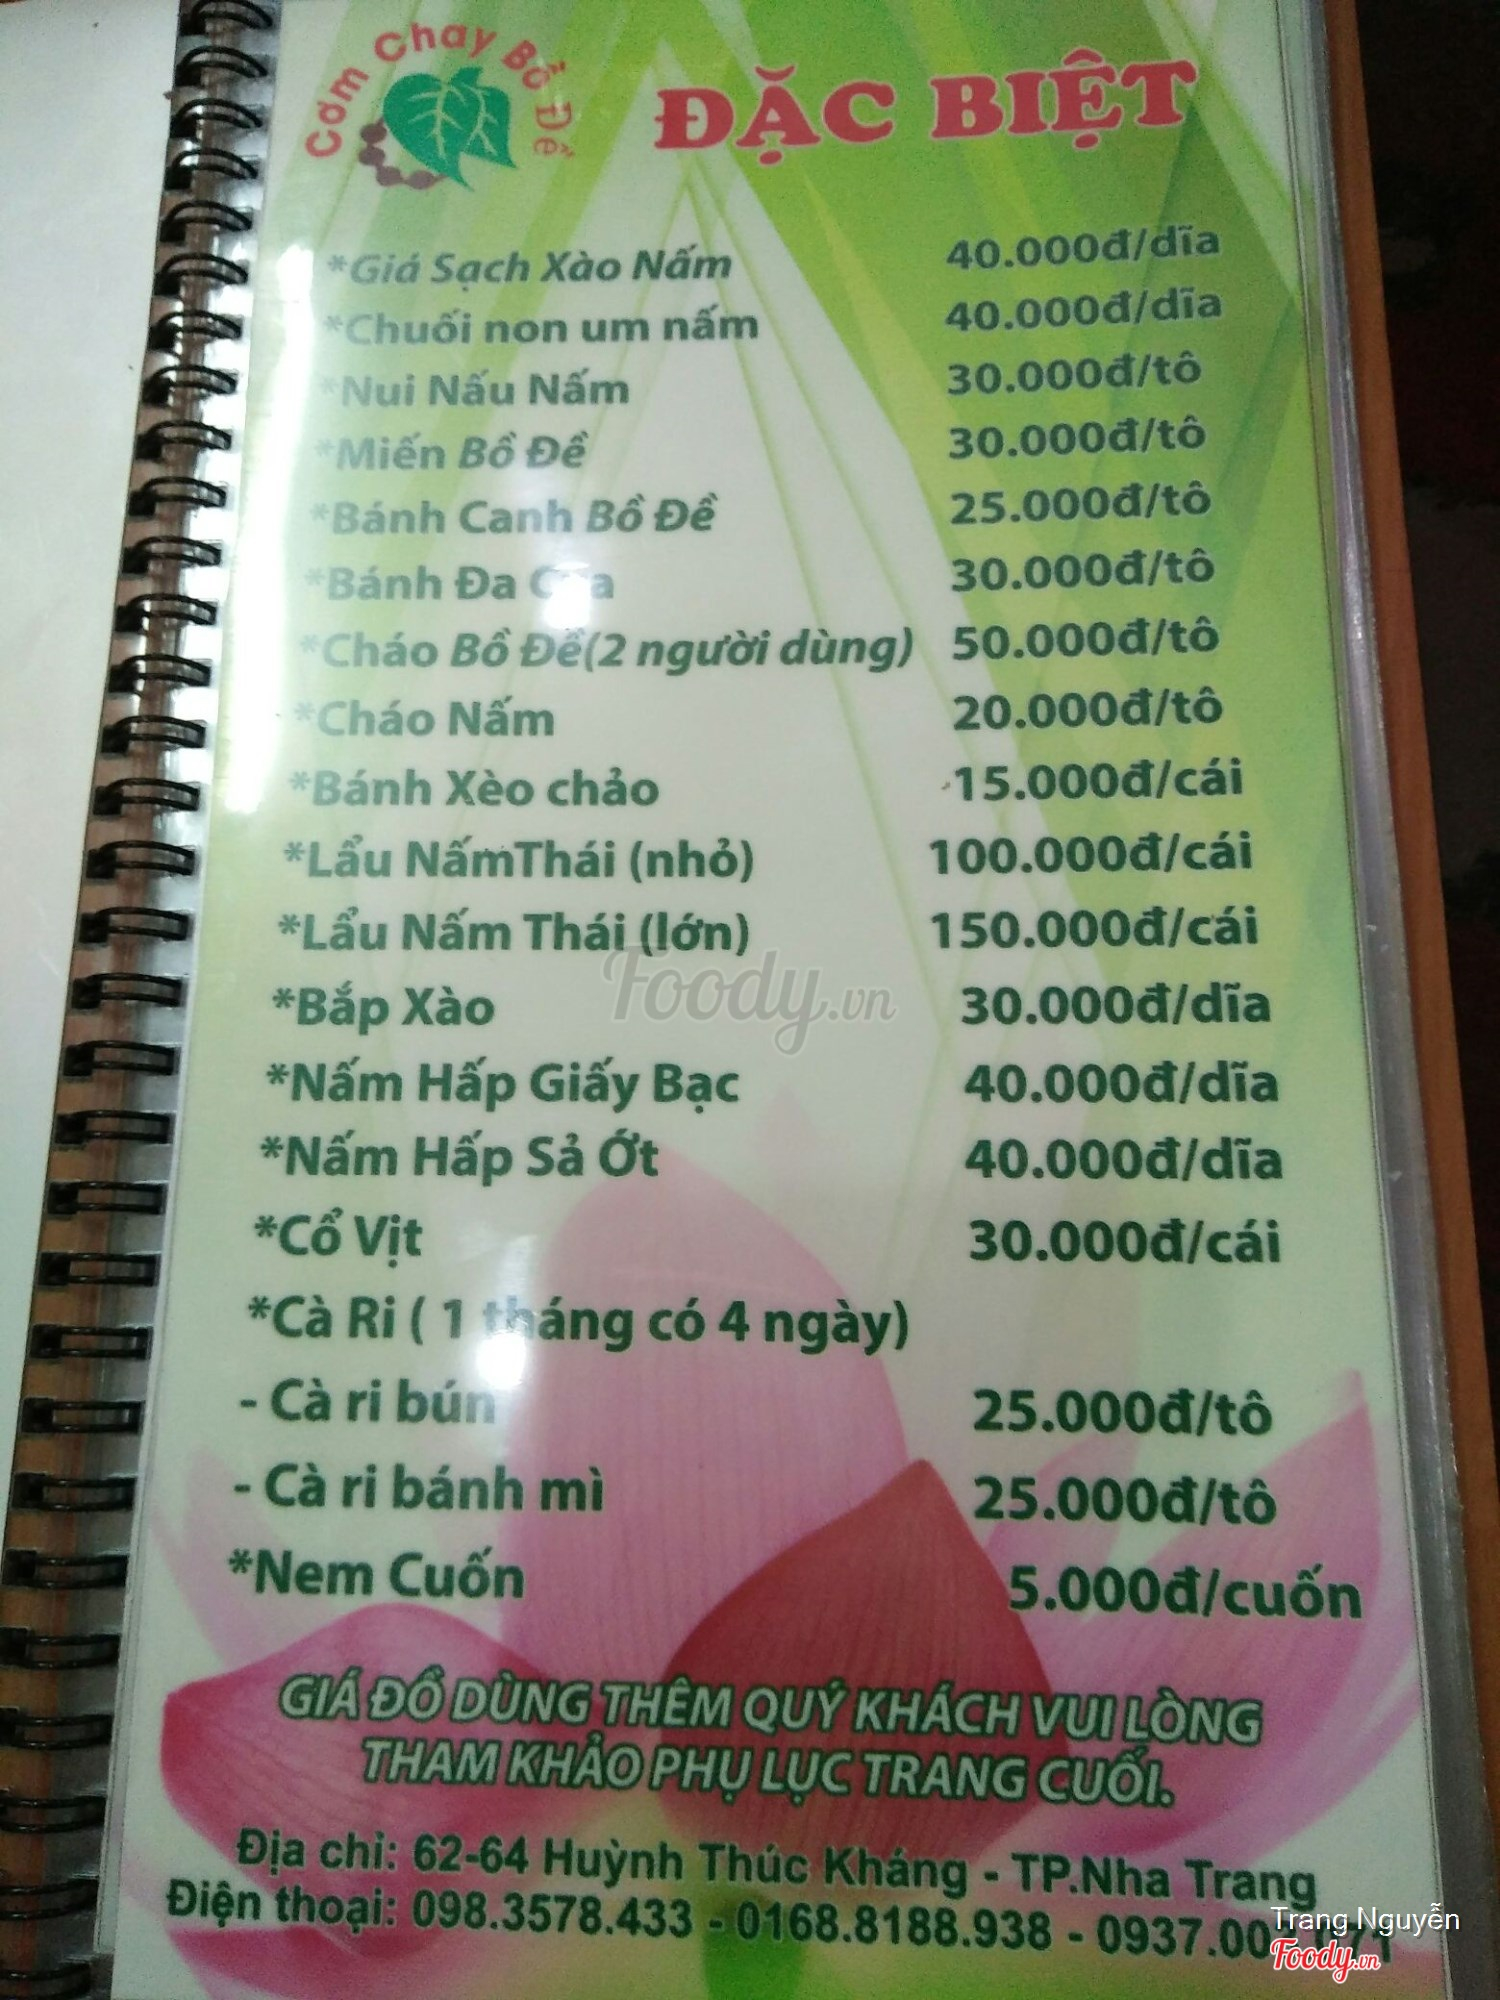 Cơm Chay Bồ Đề
ĐẶC BIỆT
*Giá Sạch Xào Nấm 40.000đ/dĩa
*Chuối non um nấm 40.000đ/dĩa
*Nui Nấu Nấm 30.000đ/tô
*Miến Bồ Đề 30.000đ/tô
*Bánh Canh Bồ Đề 25.000đ/tô
*Bánh Đa 30.000đ/tô
*Cháo Bồ Đề(2 người dùng) 50.000đ/tô
*Cháo Nấm 20.000đ/tô
*Bánh Xèo chảo 15.000đ/cái
*Lẩu NấmThái (nhỏ) 100.000đ/cái
*Lẩu Nấm Thái (lớn) 150.000đ/cái
Foody.vn
*Bắp Xào 30.000đ/dĩa
*Nấm Hấp Giấy Bạc 40.000đ/dĩa
*Nấm Hấp Sả Ớt 40.000đ/dĩa
*Cổ Vịt 30.000đ/cái
*Cà Ri ( 1 tháng có 4 ngày)
- Cà ri bún 25.000đ/tô
- Cà ri bánh mì 25.000đ/tô
*Nem Cuốn 5.000đ/cuốn
GIÁ ĐỒ DÙNG THÊM QUÝ KHÁCH VUI LÒNG
THAM KHẢO PHỤ LỤC TRANG CUỐI.
Địa chỉ: 62-64 Huỳnh Thúc Kháng - TP.Nha Trang
Điện thoại: 098.3578.433 - 0168.8188.938 -
Trang Nguyễn
Foody.vn